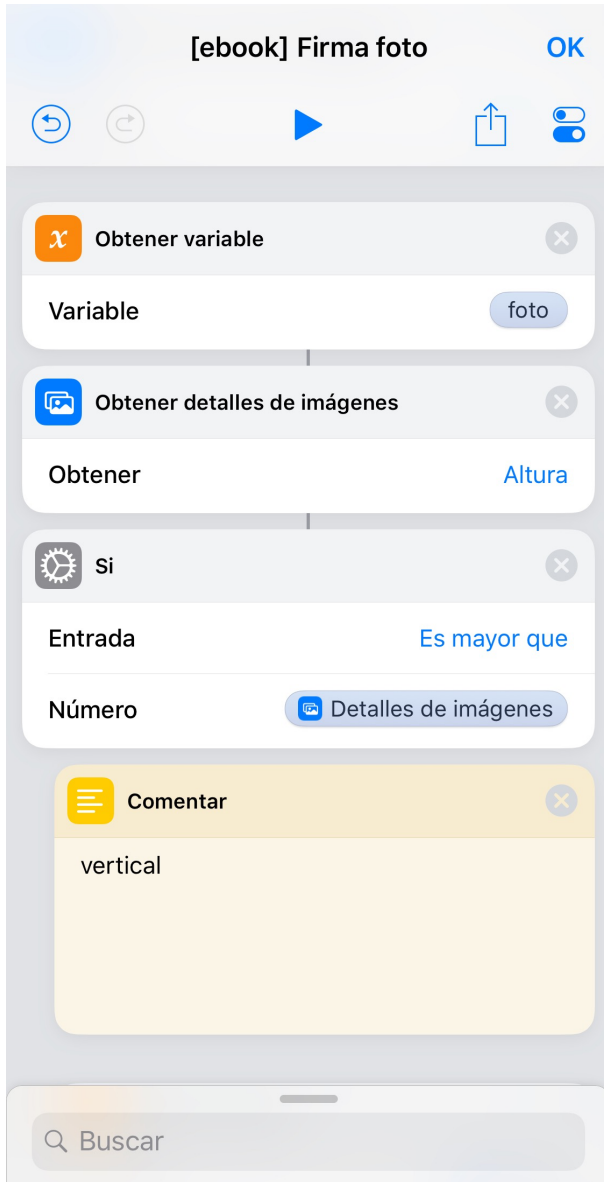 [ebook] Firma foto OK
x Obtener variable
Variable foto
Obtener detalles de imágenes
Obtener Altura
Si
Entrada Es mayor que
Número Detalles de imágenes
Comentar
vertical
Buscar